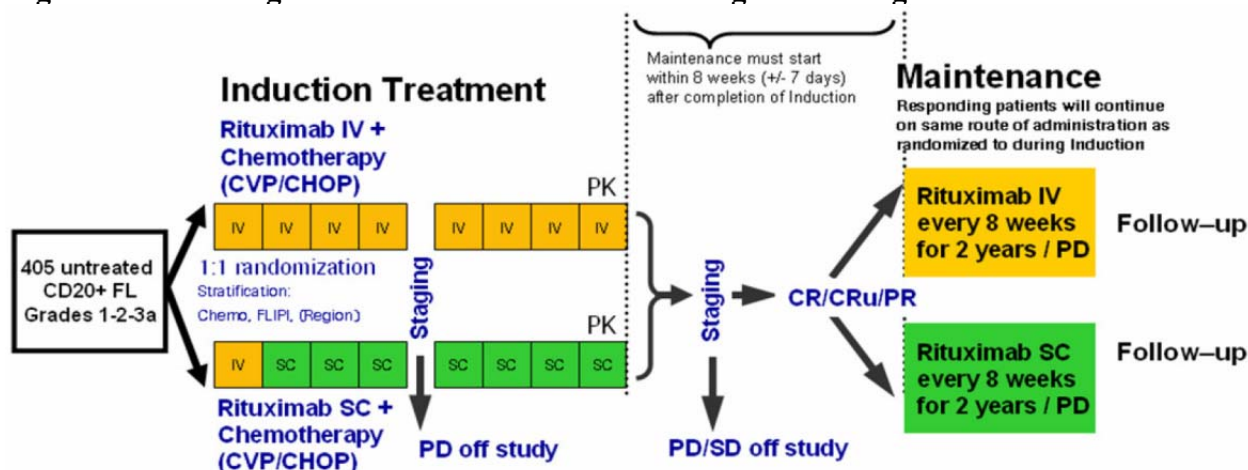 Maintenance must start
within 8 weeks (+/- 7 days)
after completion of Induction
Induction Treatment
Maintenance
Responding patients will continue
on same route of administration as
randomized to during Induction
Rituximab IV +
Chemotherapy
(CVP/CHOP)
PK
IV IV IV IV IV IV IV IV
405 untreated
CD20+ FL
Grades 1-2-3a
1:1 randomization
Stratification:
Chemo, FLIPI, (Region)
Staging
PK
IV SC SC SC SC SC SC SC
Rituximab SC +
Chemotherapy
(CVP/CHOP)
PD off study
Staging
PD/SD off study
CR/CRu/PR
Rituximab IV
every 8 weeks
for 2 years / PD
Follow–up
Rituximab SC
every 8 weeks
for 2 years / PD
Follow–up